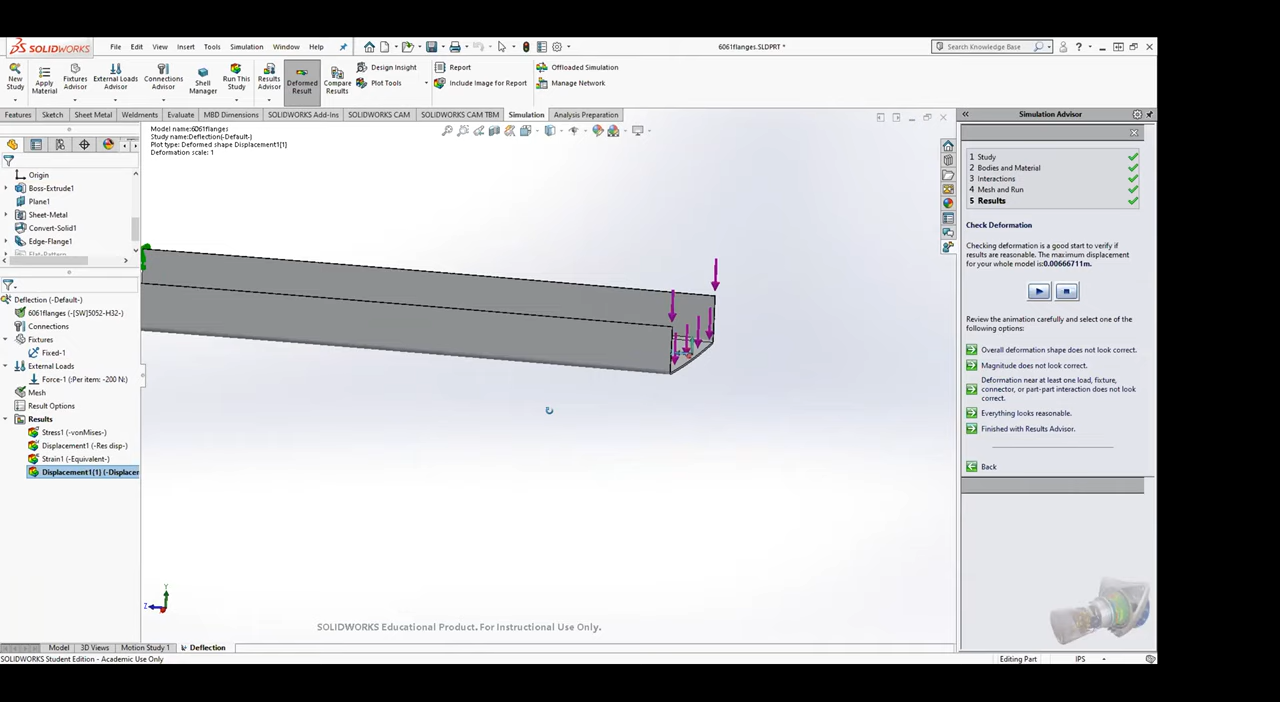 SOLIDWORKS File Edit View Insert Tools Simulation Window Help 6061flanges.SLDPRT * Search Knowledge Base
New Study
Apply Material
Fixtures Advisor
External Loads Advisor
Connections Advisor
Shell Manager
Run This Study
Results Advisor
Deformed Result
Compare Results
Design Insight
Plot Tools
Report
Include Image for Report
Offloaded Simulation
Manage Network
Features Sketch Sheet Metal Weldments Evaluate MBD Dimensions SOLIDWORKS Add-Ins SOLIDWORKS CAM SOLIDWORKS CAM TBM Simulation Analysis Preparation
Model name:6061flanges
Study name:Deflection(-Default-)
Plot type: Deformed shape Displacement1{1}
Deformation scale: 1
Origin
Boss-Extrude1
Plane1
Sheet-Metal
Convert-Solid1
Edge-Flange1
Flat-Pattern
Deflection (-Default-)
6061flanges (-[SW]5052-H32-)
Connections
Fixtures
Fixed-1
External Loads
Force-1 (:Per item: -200 N:)
Mesh
Result Options
Results
Stress1 (-vonMises-)
Displacement1 (-Res disp-)
Strain1 (-Equivalent-)
Displacement1{1} (-Displacer
Y
Z
SOLIDWORKS Educational Product. For Instructional Use Only.
Simulation Advisor
1 Study
2 Bodies and Material
3 Interactions
4 Mesh and Run
5 Results
Check Deformation
Checking deformation is a good start to verify if
results are reasonable. The maximum displacement
for your whole model is:0.00666711m.
Review the animation carefully and select one of the
following options:
Overall deformation shape does not look correct.
Magnitude does not look correct.
Deformation near at least one load, fixture,
connector, or part-part interaction does not look
correct.
Everything looks reasonable.
Finished with Results Advisor.
Back
Model 3D Views Motion Study 1 Deflection
SOLIDWORKS Student Edition - Academic Use Only Editing Part IPS